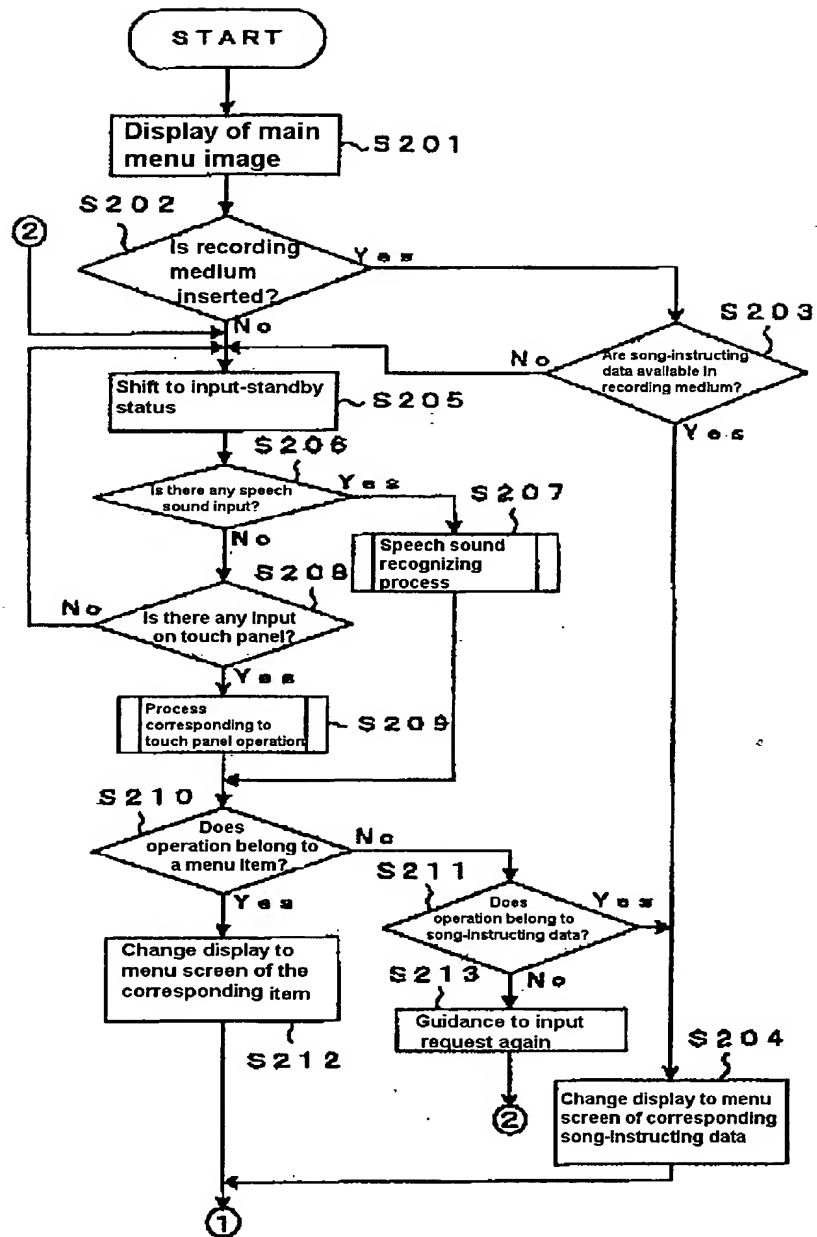 START
Display of main
menu image
S201
S202
②
Is recording
medium
inserted?
Yes
No
S203
Are song-instructing
data available in
recording medium?
No
Yes
Shift to input-standby
status
S205
S206
Is there any speech
sound input?
Yes
No
S207
Speech sound
recognizing
process
S208
Is there any input
on touch panel?
No
Yes
Process
corresponding to
touch panel operation
S209
S210
Does
operation belong to
a menu item?
No
Yes
S211
Does
operation belong to
song-instructing data?
Yes
No
Change display to
menu screen of the
corresponding item
S212
S213
Guidance to input
request again
②
S204
Change display to menu
screen of corresponding
song-instructing data
①